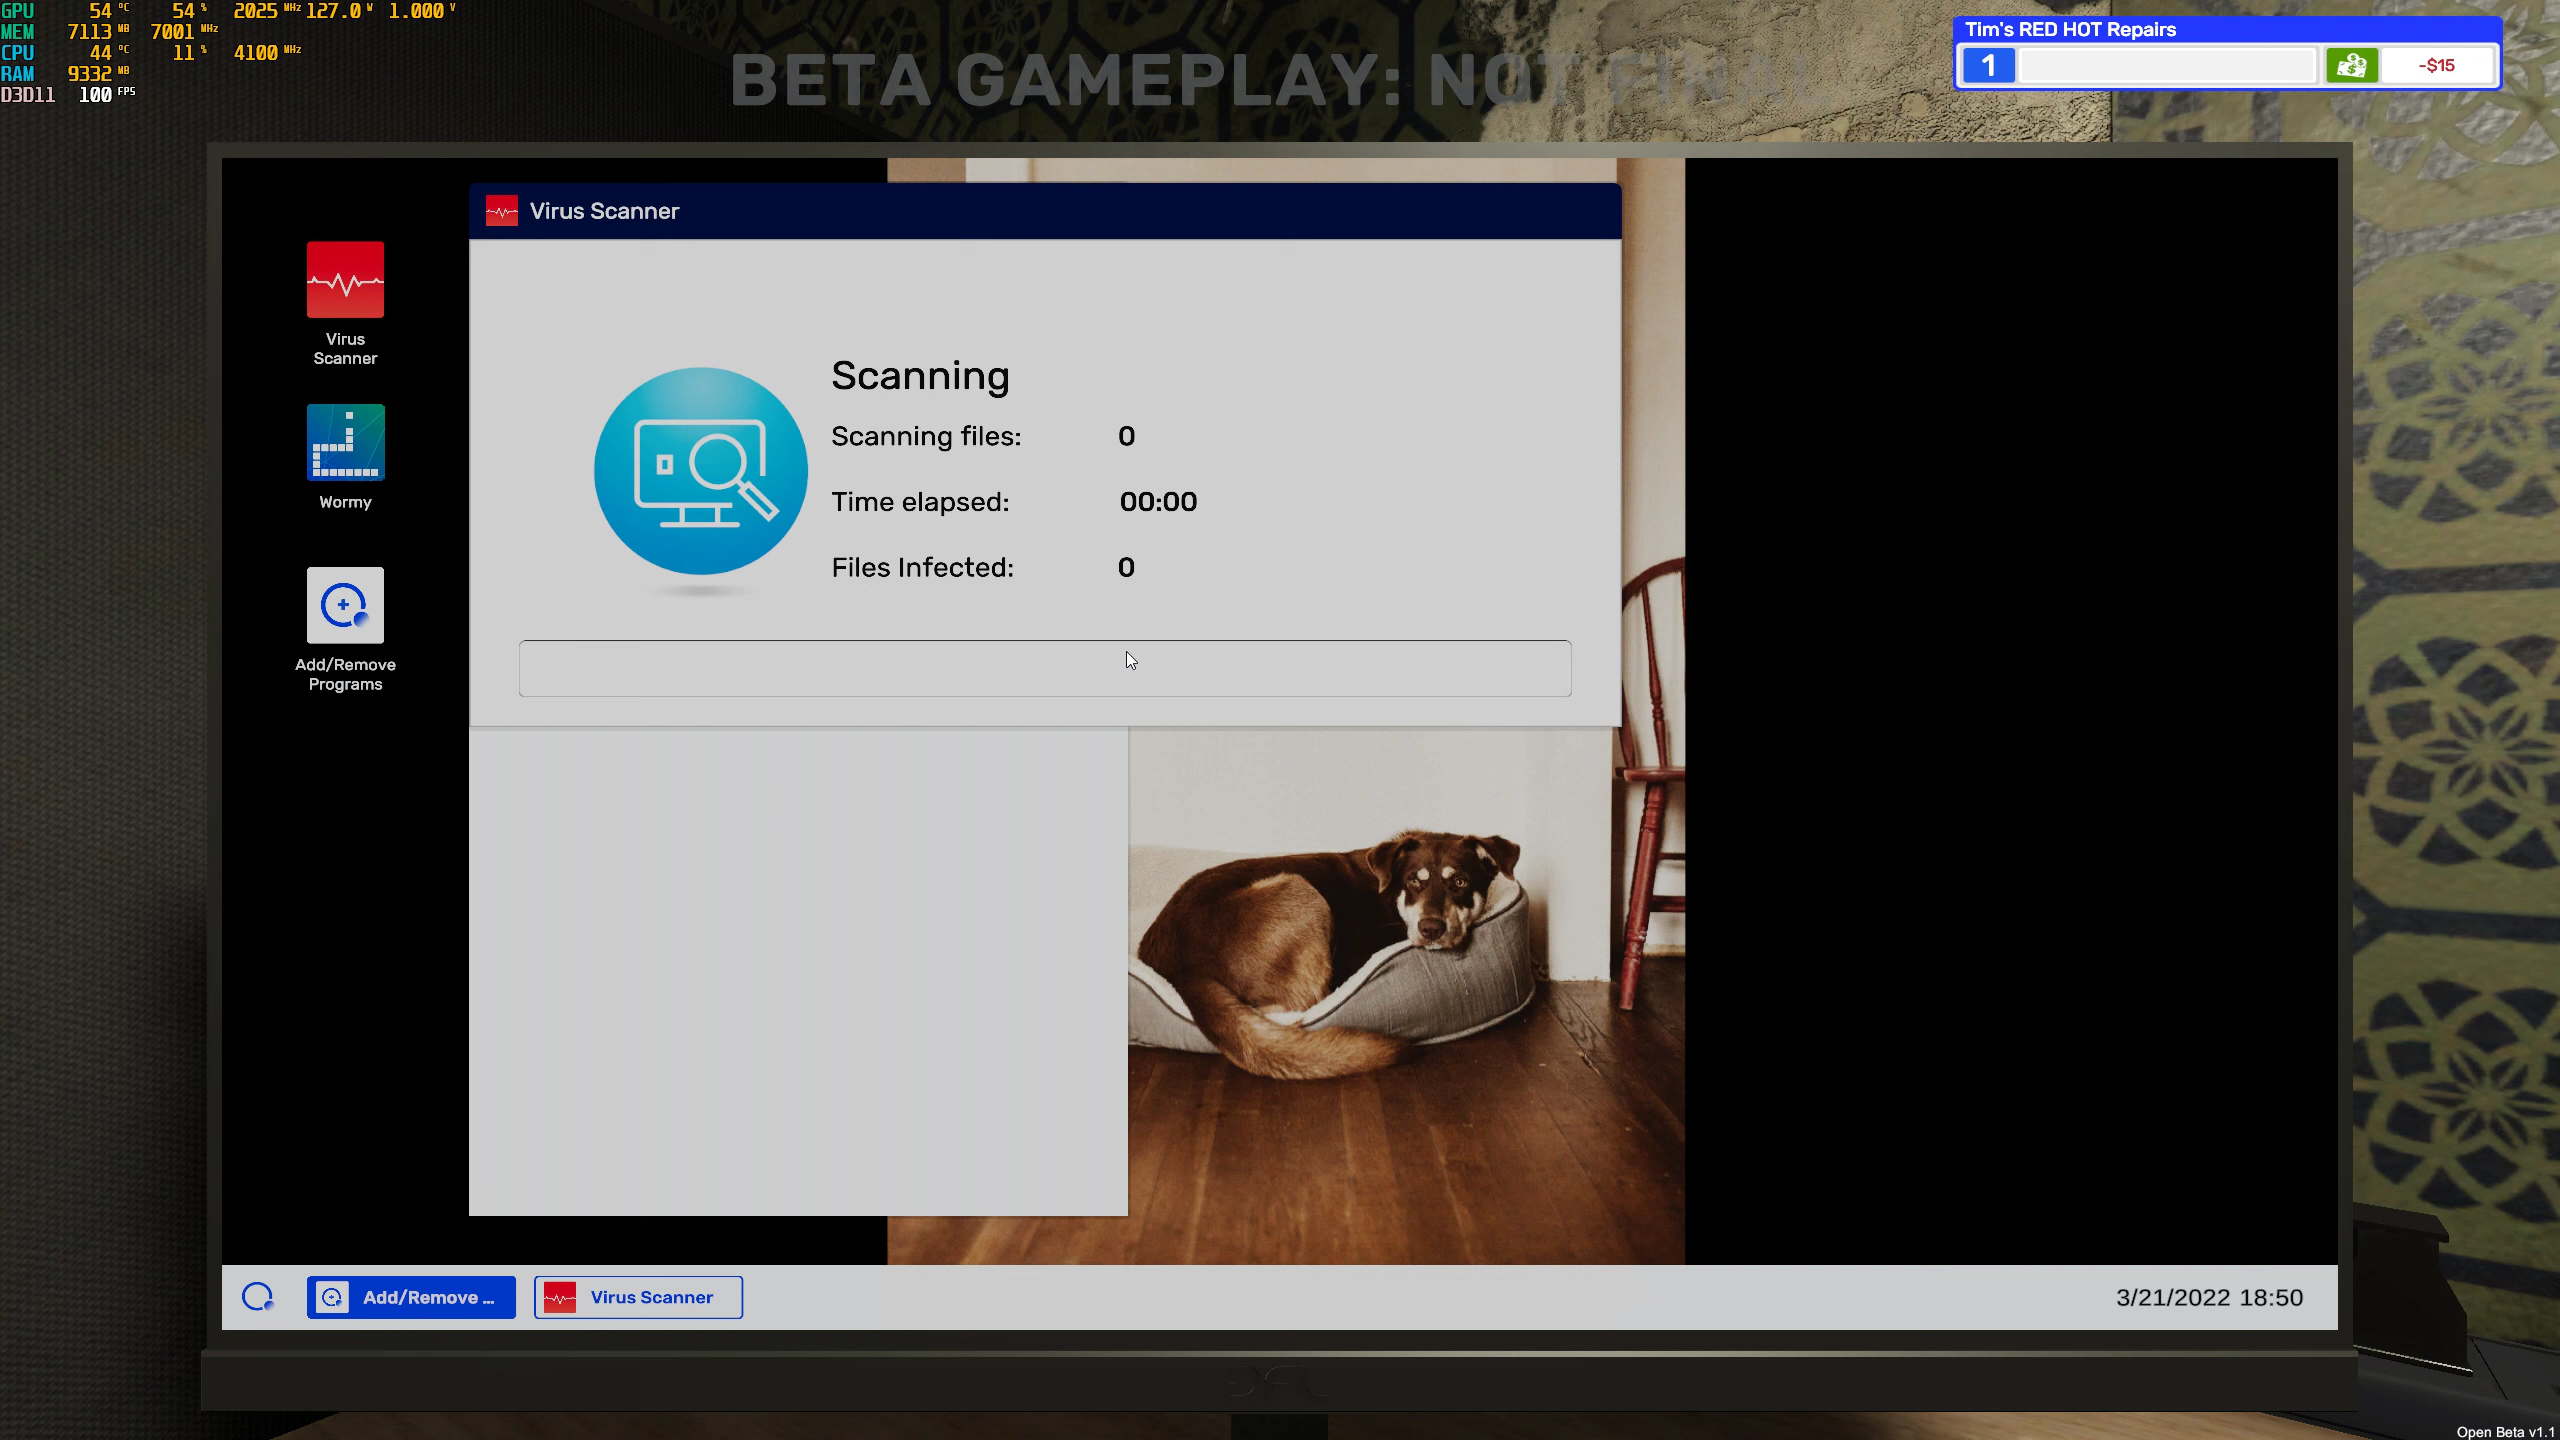 GPU 54 °C 54 % 2025 MHz 127.0 W 1.000 V
MEM 7113 MB 7001 MHz
CPU 44 °C 11 % 4100 MHz
RAM 9332 MB
D3D11 100 FPS
BETA GAMEPLAY: NOT FINAL
Tim's RED HOT Repairs
1
-$15
Virus Scanner
Virus
Scanner
Wormy
Add/Remove
Programs
Scanning
Scanning files: 0
Time elapsed: 00:00
Files Infected: 0
Add/Remove ...
Virus Scanner
3/21/2022 18:50
Open Beta v1.1